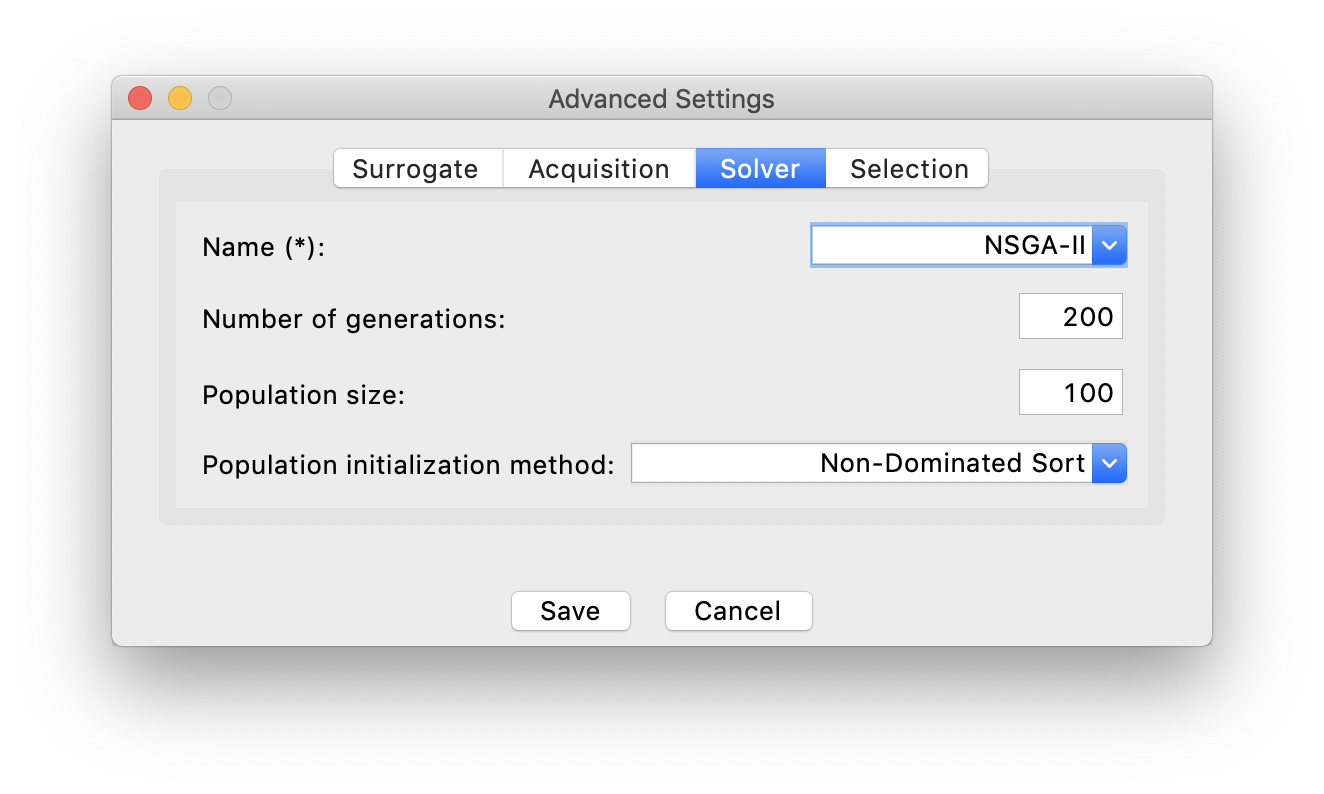 Advanced Settings
Surrogate Acquisition Solver Selection
Name (*): NSGA-II
Number of generations: 200
Population size: 100
Population initialization method: Non-Dominated Sort
Save Cancel